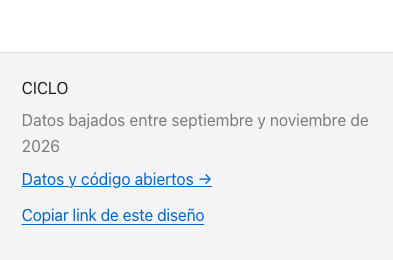 CICLO
Datos bajados entre septiembre y noviembre de
2026
Datos y código abiertos →
Copiar link de este diseño